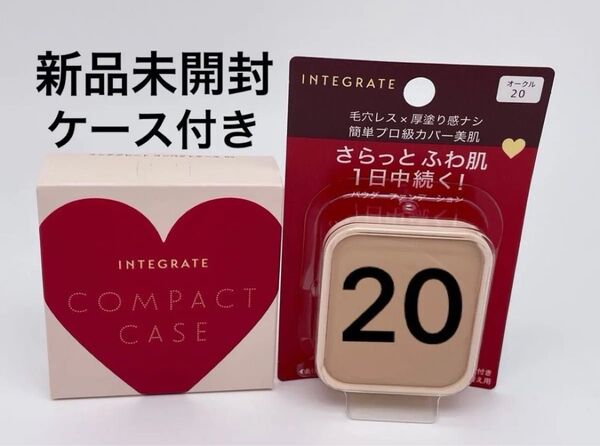 新品未開封
ケース付き
INTEGRATE
COMPACT
CASE
INTEGRATE
オークル
20
毛穴レス×厚塗り感ナシ
簡単プロ級カバー美肌
さらっとふわ肌
1日中続く!
パウダーファンデーション
20